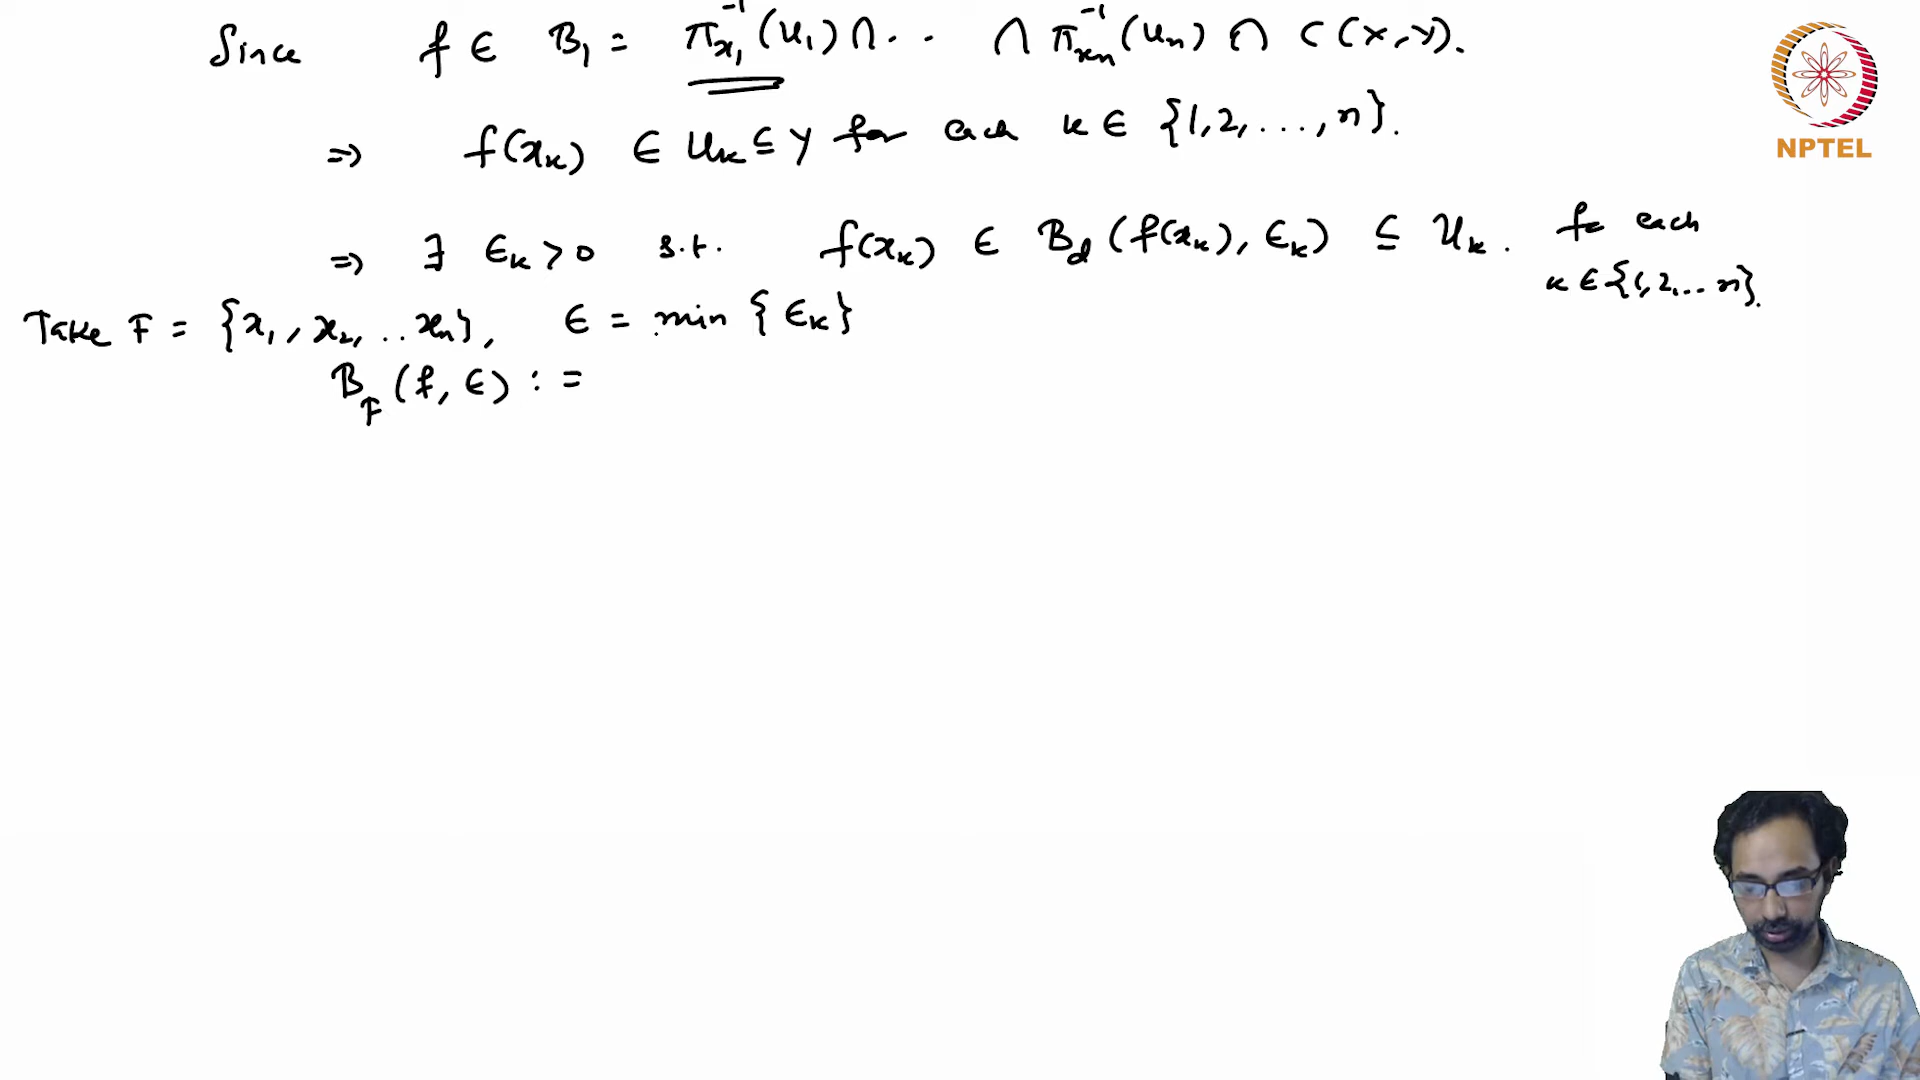 Since f ∈ B₁ = π⁻¹ₓ₁(U₁) ∩ ·· ∩ π⁻¹ₓₙ(Uₙ) ∩ C(X,Y).
⇒ f(xₖ) ∈ Uₖ ⊆ Y for each k ∈ {1,2,...,n}.
⇒ ∃ ϵₖ > 0 s.t. f(xₖ) ∈ B_d(f(xₖ), ϵₖ) ⊆ Uₖ. for each
k ∈ {1,2,...n}.
Take F = {x₁, x₂, ..xₙ}, ϵ = min {ϵₖ}
B_F(f, ϵ) :=
NPTEL